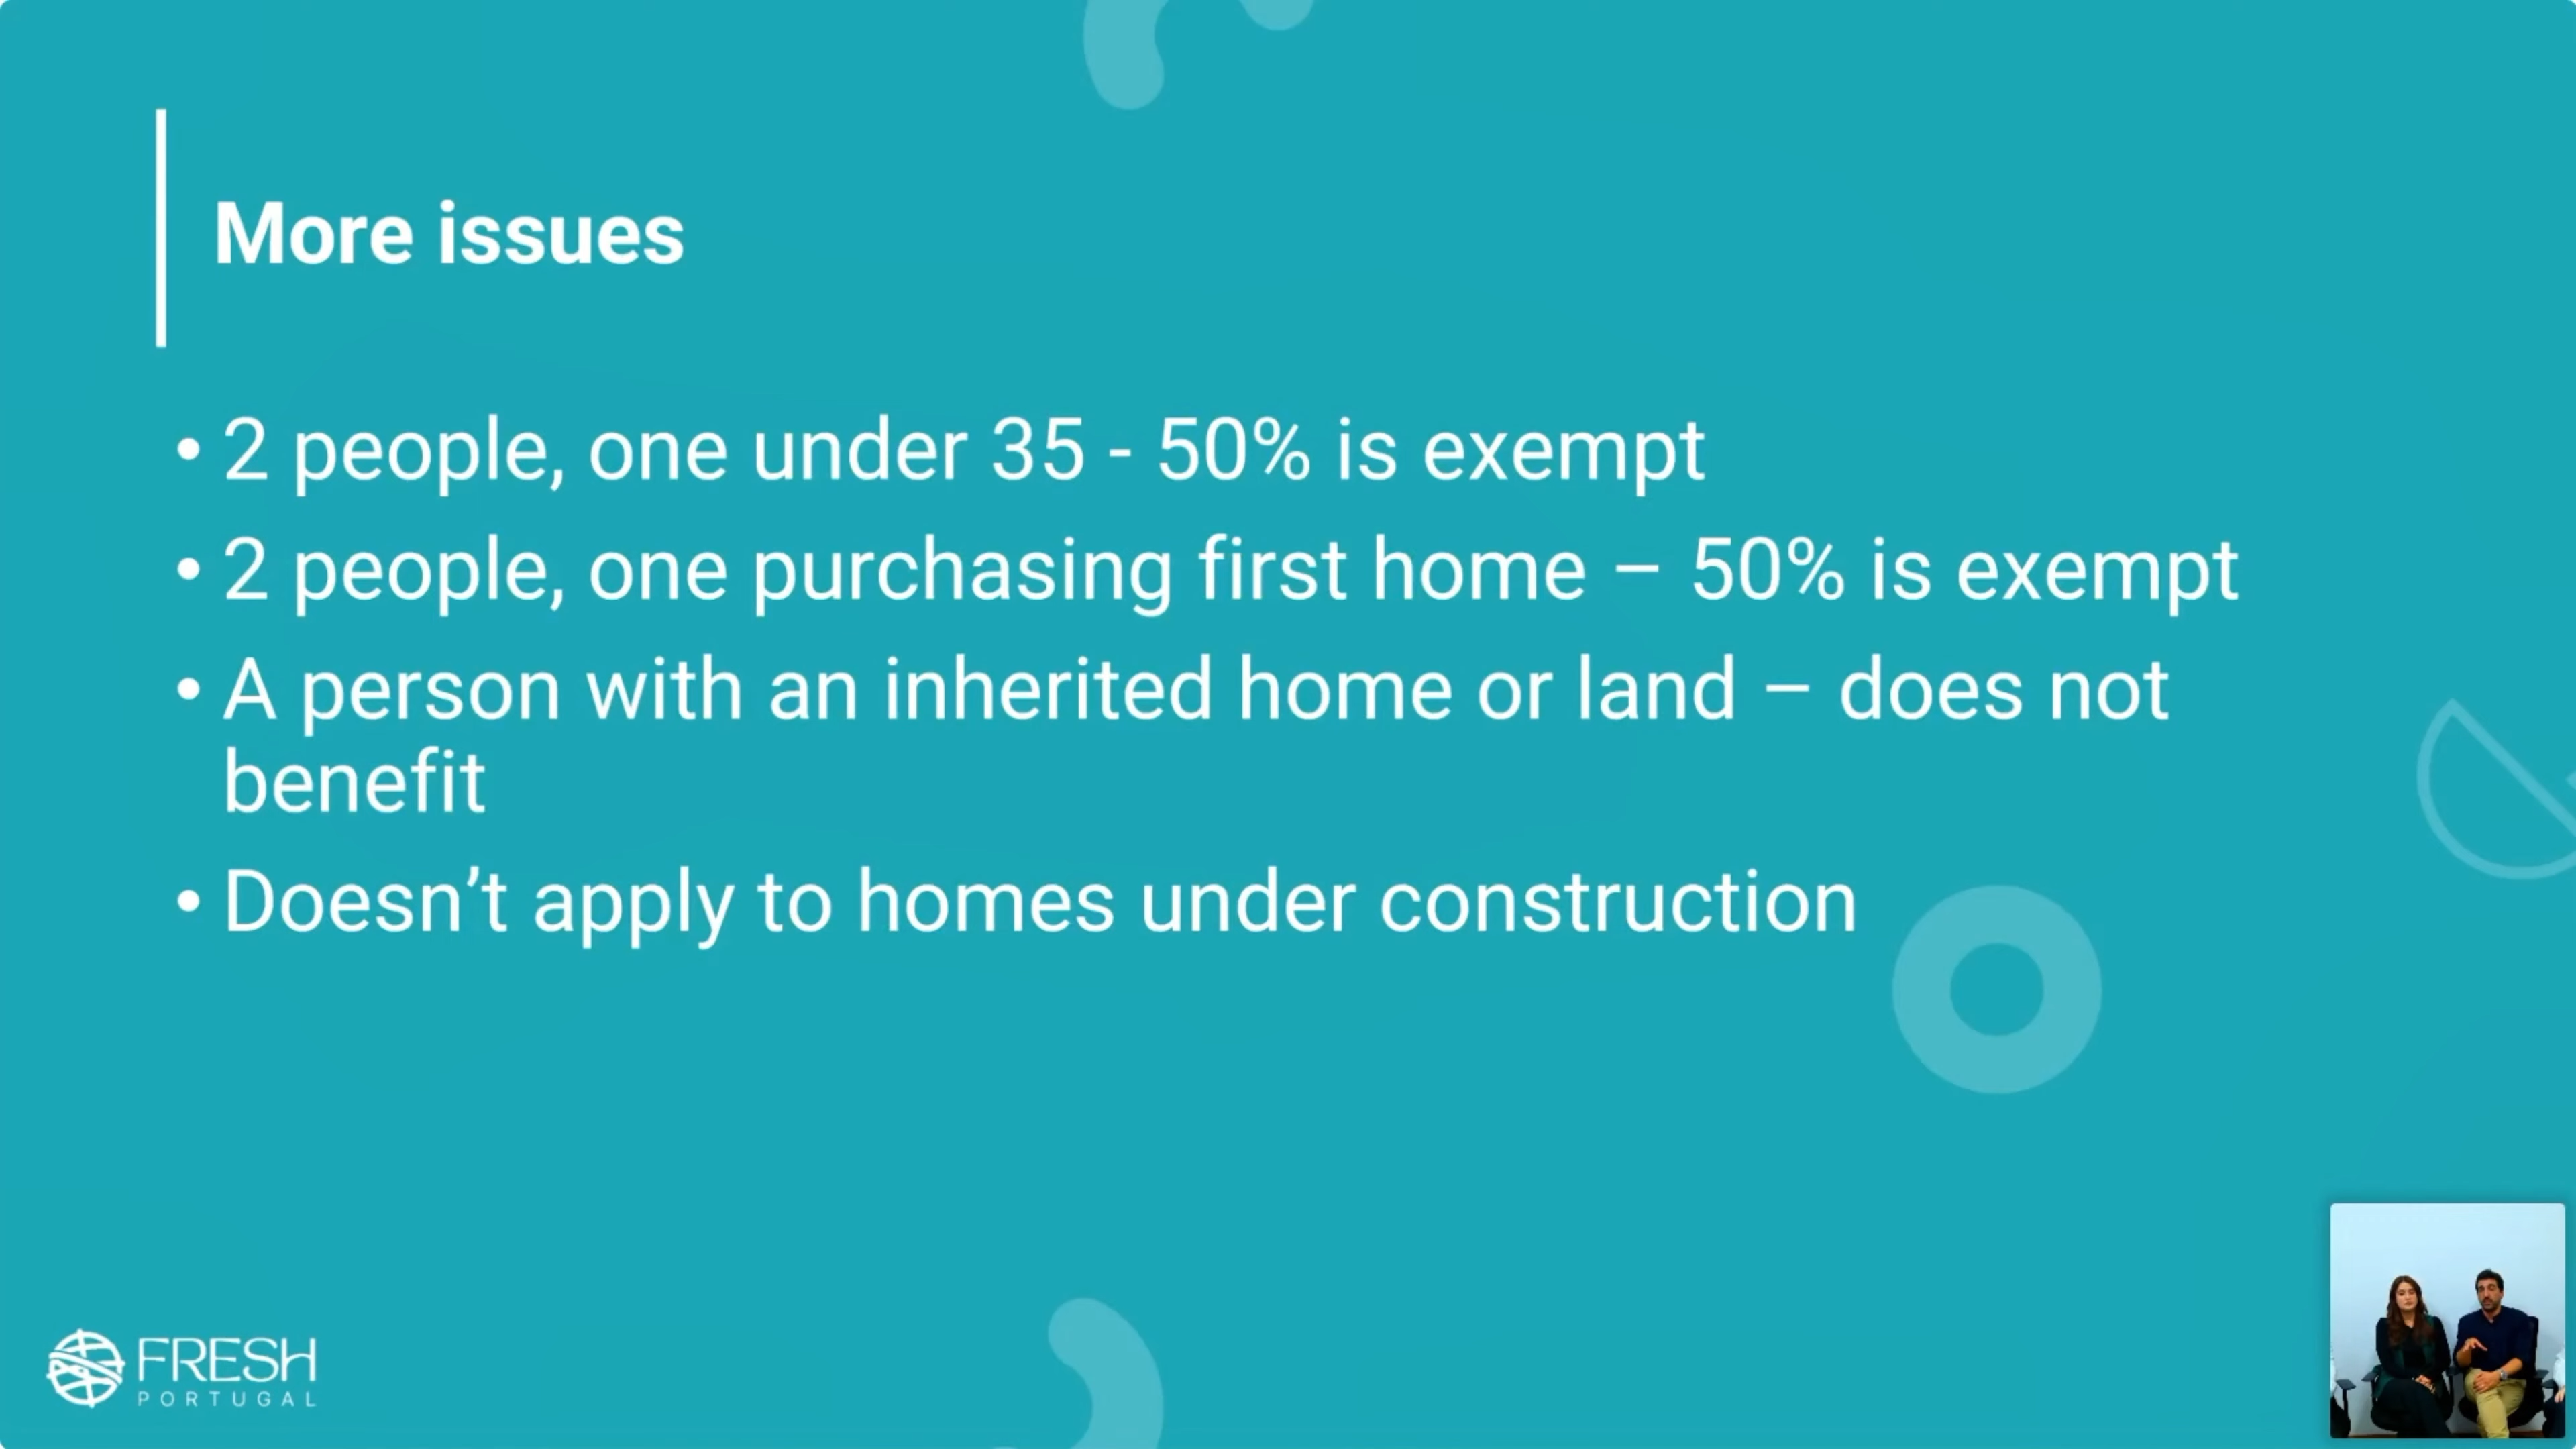 More issues
• 2 people, one under 35 - 50% is exempt
• 2 people, one purchasing first home – 50% is exempt
• A person with an inherited home or land – does not
benefit
• Doesn’t apply to homes under construction
FRESH
PORTUGAL